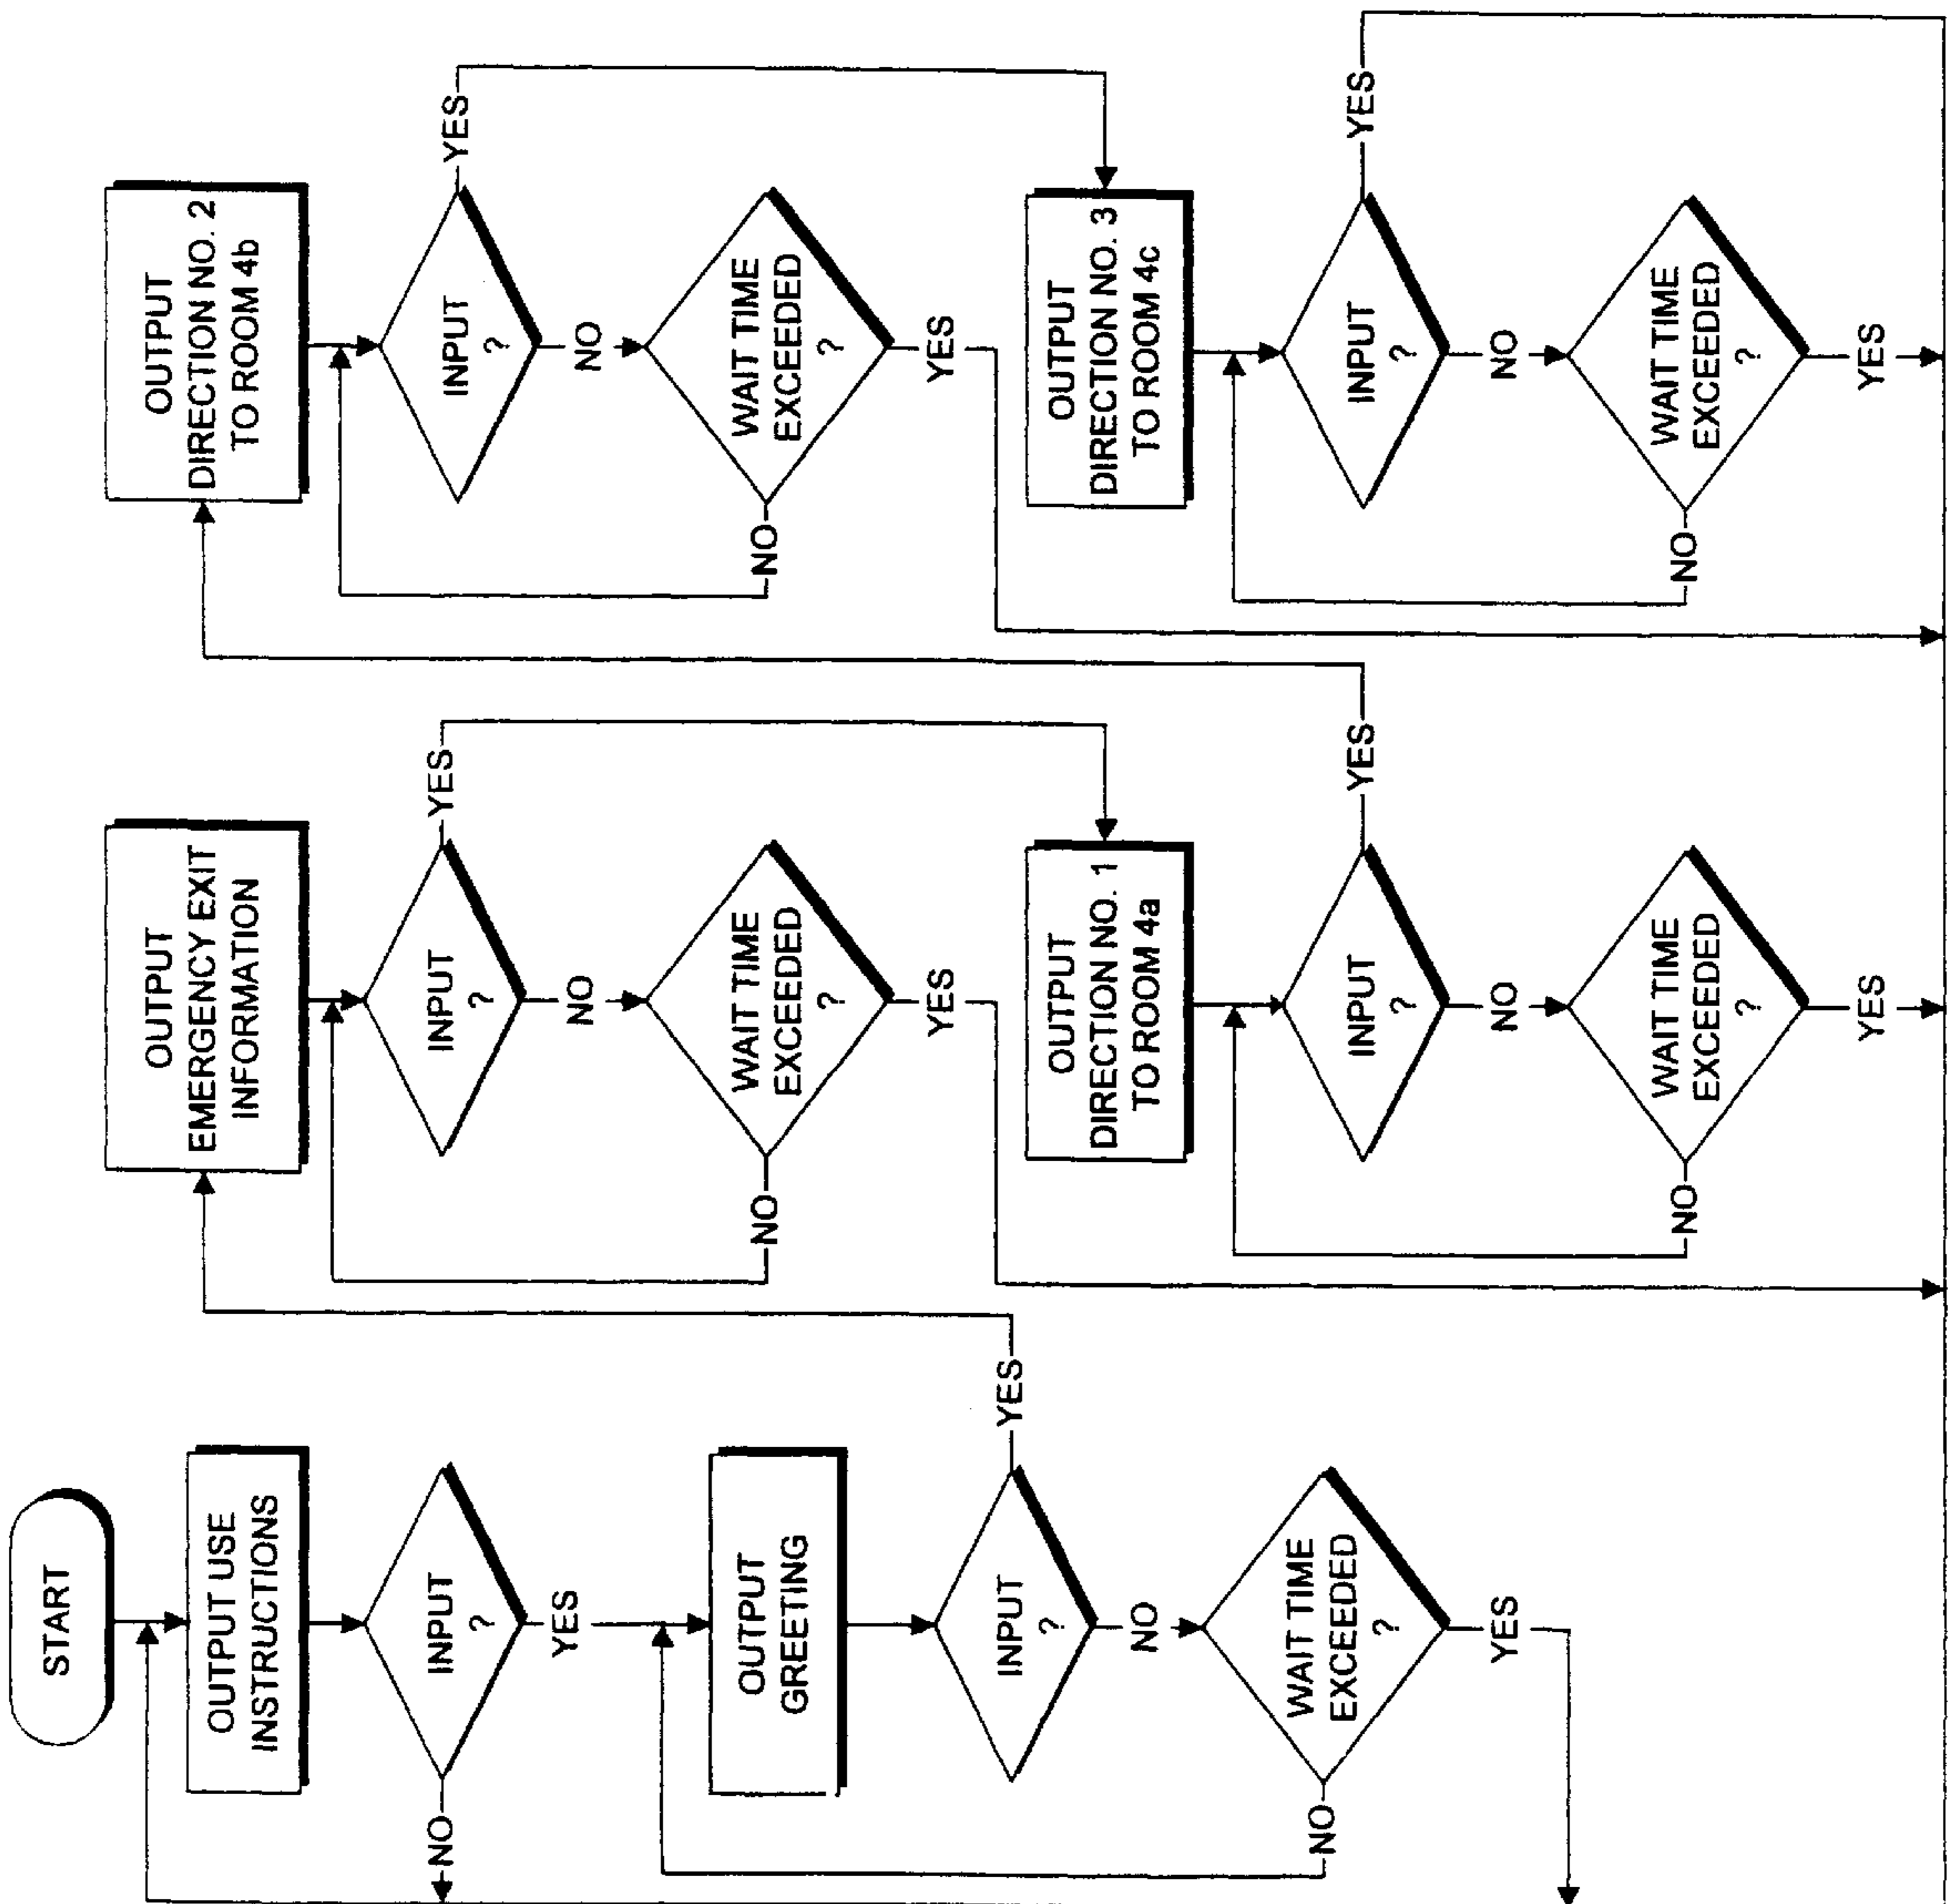 START
OUTPUT USE
INSTRUCTIONS
INPUT
?
NO
YES
OUTPUT
GREETING
INPUT
?
YES
NO
WAIT TIME
EXCEEDED
?
NO
YES
OUTPUT
EMERGENCY EXIT
INFORMATION
INPUT
?
YES
NO
WAIT TIME
EXCEEDED
?
NO
YES
OUTPUT
DIRECTION NO. 1
TO ROOM 4a
INPUT
?
YES
NO
WAIT TIME
EXCEEDED
?
NO
YES
OUTPUT
DIRECTION NO. 2
TO ROOM 4b
INPUT
?
YES
NO
WAIT TIME
EXCEEDED
?
NO
YES
OUTPUT
DIRECTION NO. 3
TO ROOM 4c
INPUT
?
YES
NO
WAIT TIME
EXCEEDED
?
NO
YES